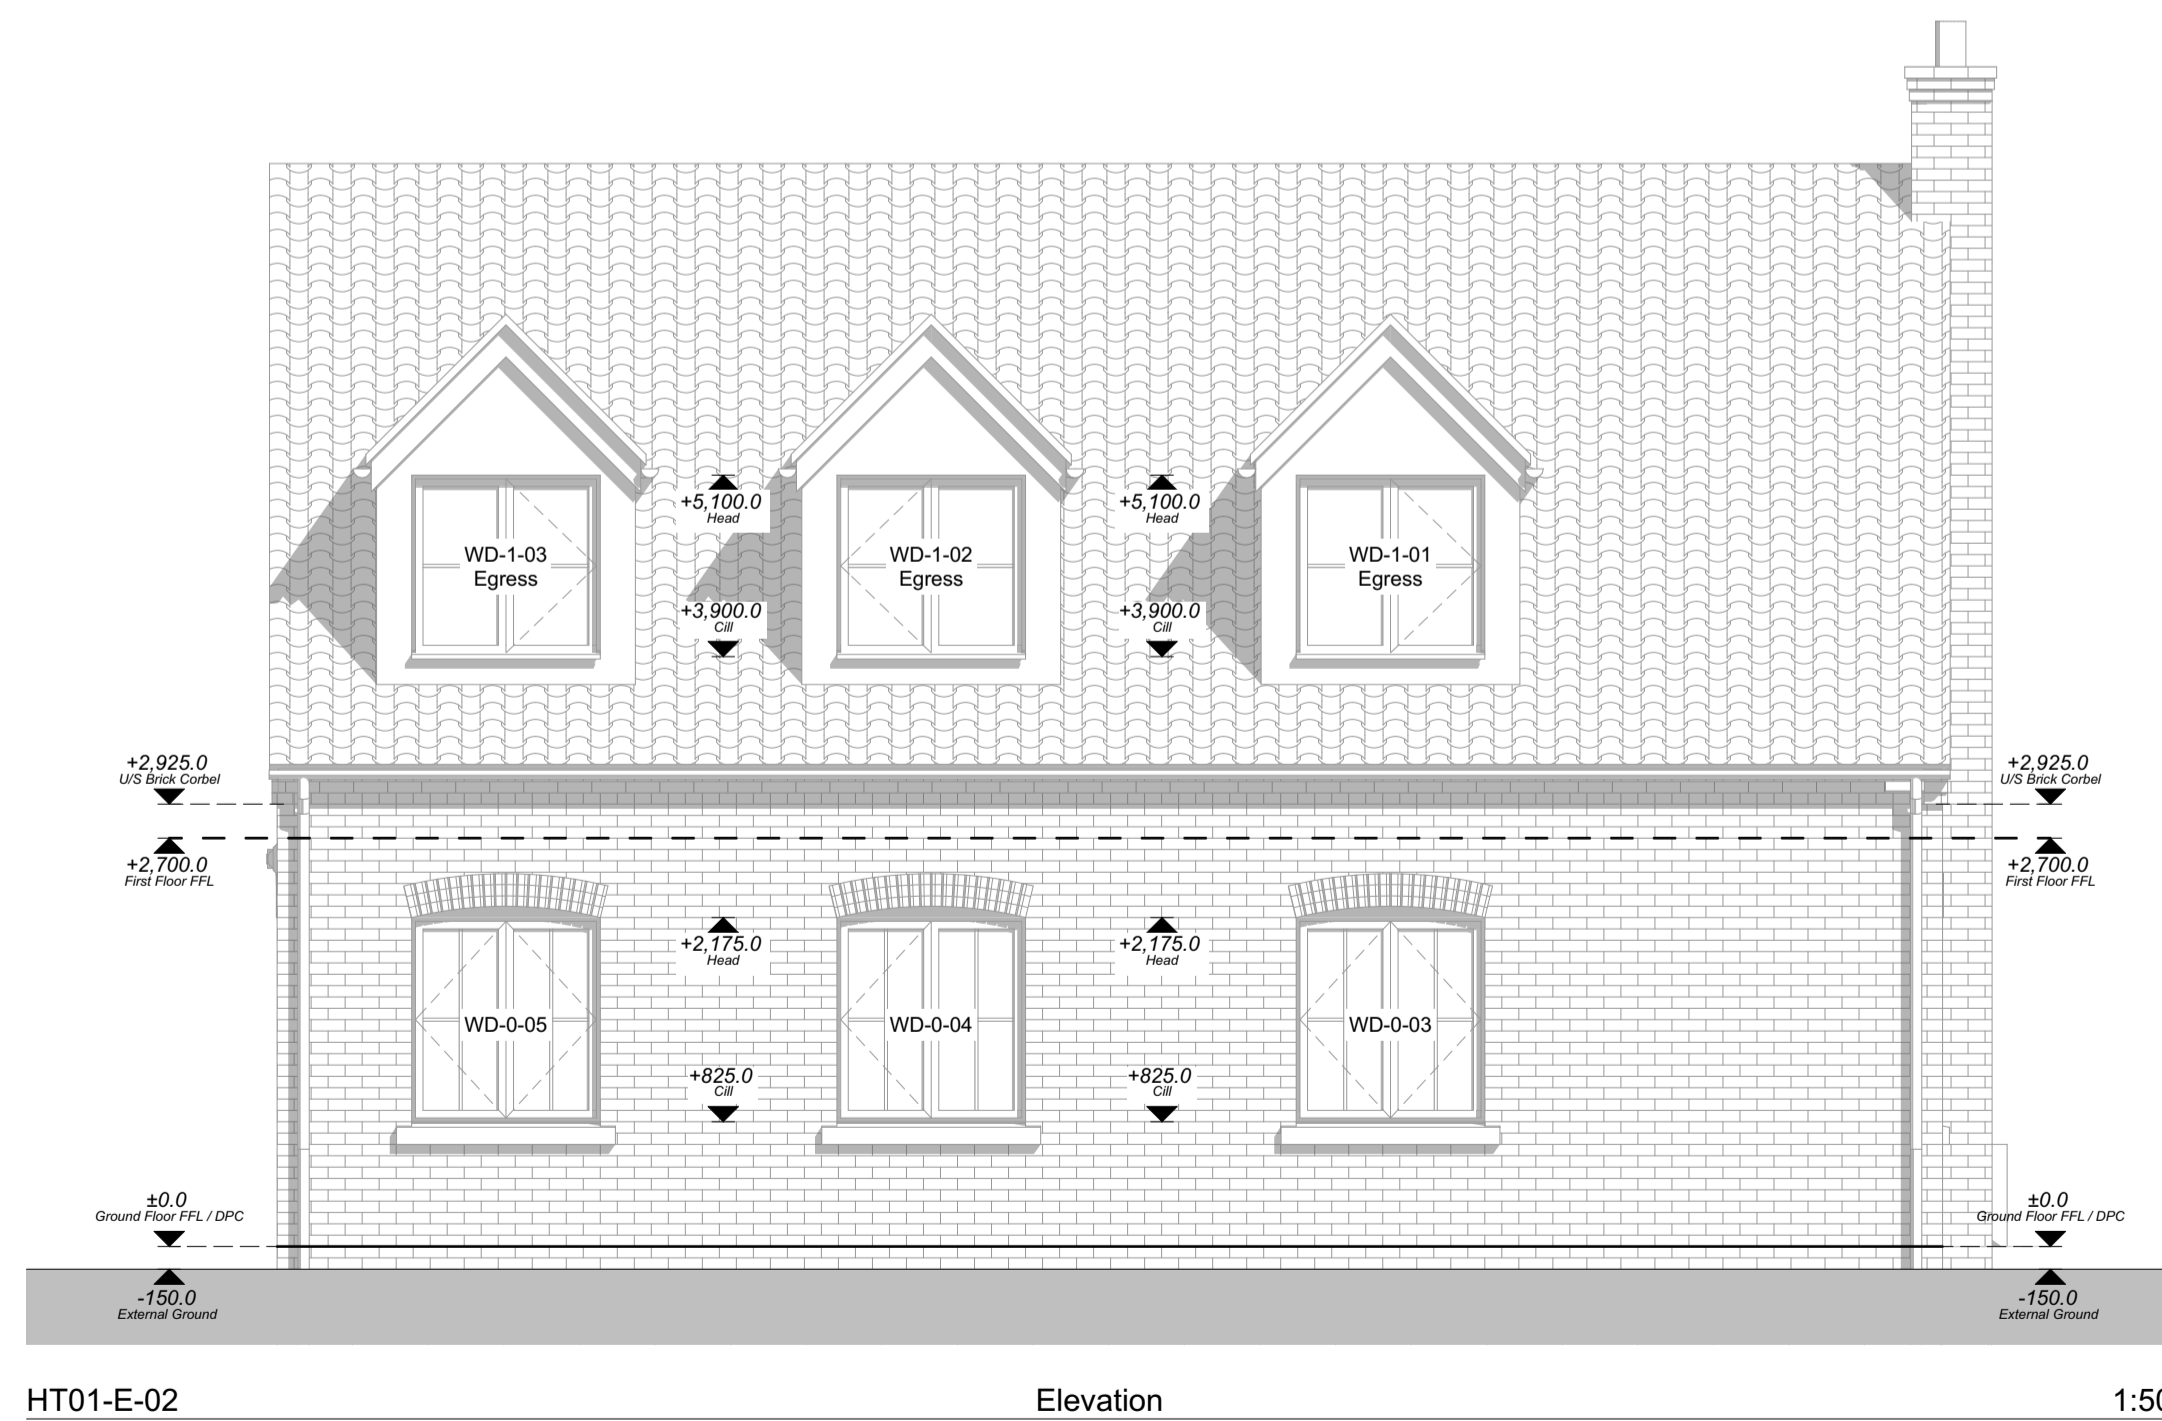 +5,100.0
Head
+5,100.0
Head
WD-1-03
Egress
WD-1-02
Egress
WD-1-01
Egress
+3,900.0
Cill
+3,900.0
Cill
+2,925.0
U/S Brick Corbel
+2,925.0
U/S Brick Corbel
+2,700.0
First Floor FFL
+2,700.0
First Floor FFL
+2,175.0
Head
+2,175.0
Head
WD-0-05
WD-0-04
WD-0-03
+825.0
Cill
+825.0
Cill
±0.0
Ground Floor FFL / DPC
±0.0
Ground Floor FFL / DPC
-150.0
External Ground
-150.0
External Ground
HT01-E-02
Elevation